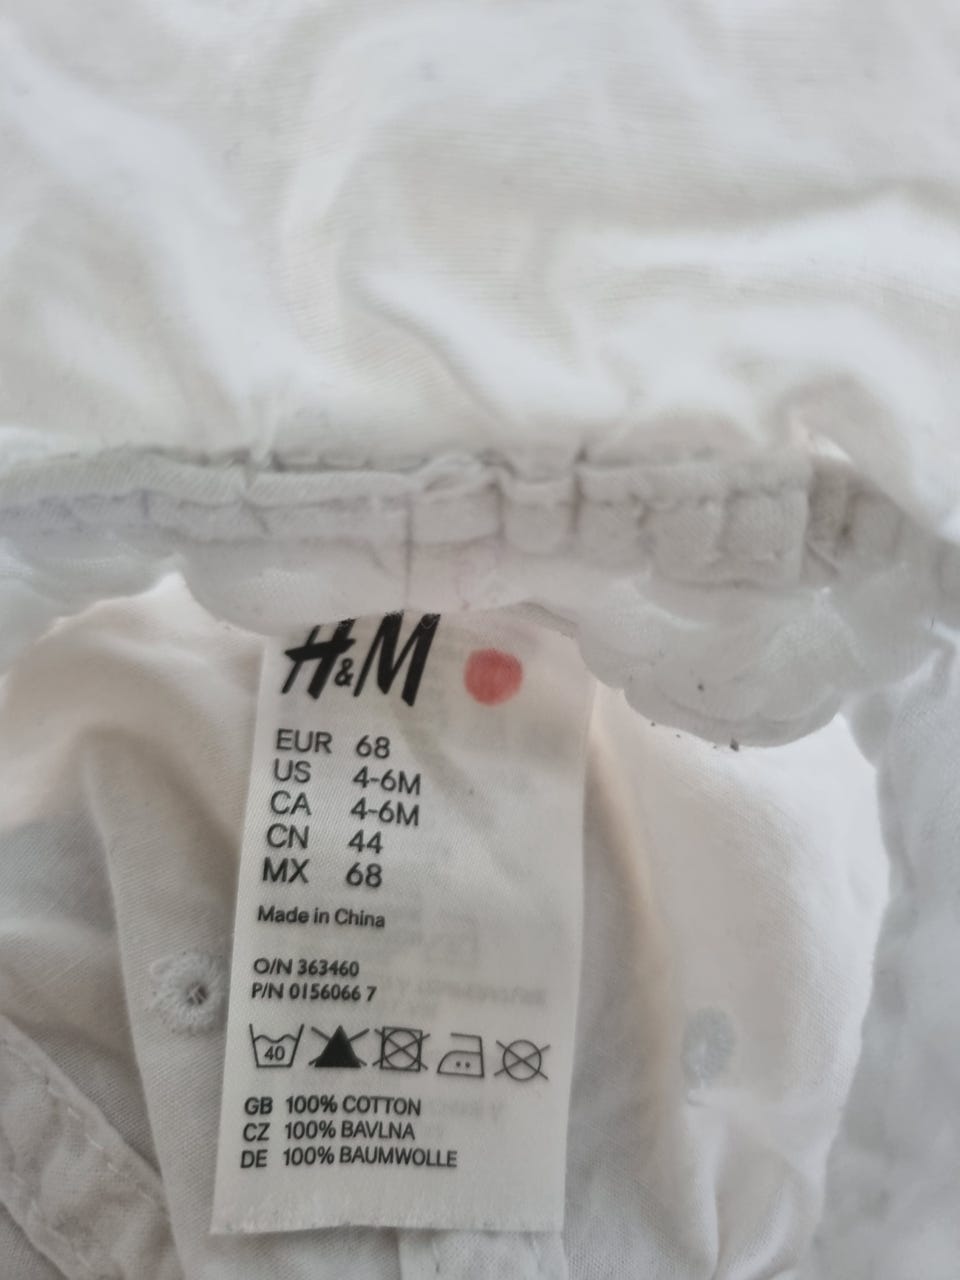 H&M
EUR 68
US 4-6M
CA 4-6M
CN 44
MX 68
Made in China
O/N 363460
P/N 0156066 7
40
GB 100% COTTON
CZ 100% BAVLNA
DE 100% BAUMWOLLE